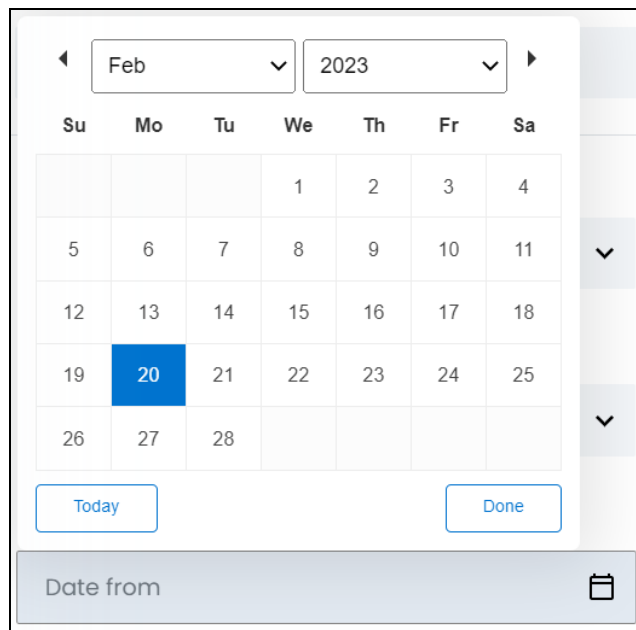 Feb 2023
Su Mo Tu We Th Fr Sa
1 2 3 4
5 6 7 8 9 10 11
12 13 14 15 16 17 18
19 20 21 22 23 24 25
26 27 28
Today Done
Date from